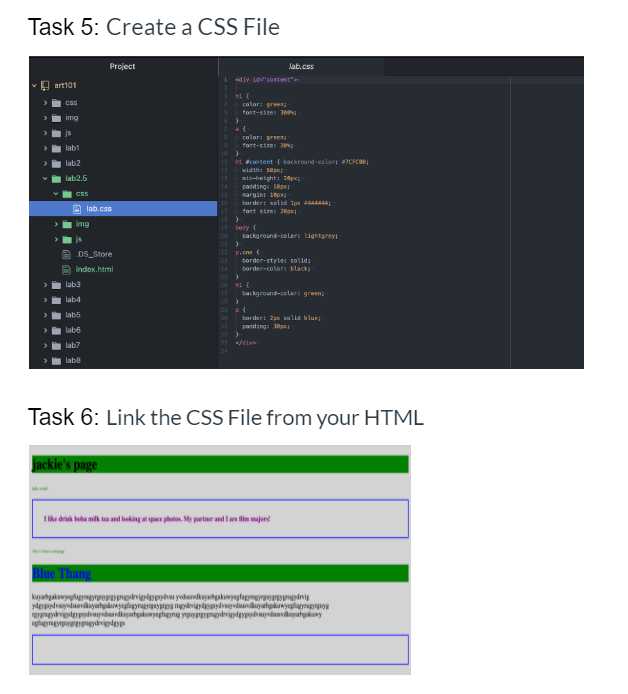 Task 5: Create a CSS File
Project
lab.css
art101
css
img
js
lab1
lab2
lab2.5
css
lab.css
img
js
.DS_Store
index.html
lab3
lab4
lab5
lab6
lab7
lab8
1 <div id="content">
2
3 h1 {
4 color: green;
5 font-size: 300%;
6 }
7 a {
8 color: green;
9 font-size: 20%;
10 }
11 h1 #content { background-color: #7CFC00;
12 width: 50px;
13 min-height: 20px;
14 padding: 10px;
15 margin: 10px;
16 border: solid 1px #444444;
17 font size: 20px;
18 }
19 body {
20 background-color: lightgrey;
21 }
22 p.one {
23 border-style: solid;
24 border-color: black;
25 }
26 h1 {
27 background-color: green;
28 }
29 p {
30 border: 2px solid blue;
31 padding: 30px;
32 }
33 </div>
34
Task 6: Link the CSS File from your HTML
jackie's page
I like drink boba milk tea and looking at space photos. My partner and I are film majors!
Blue Thang